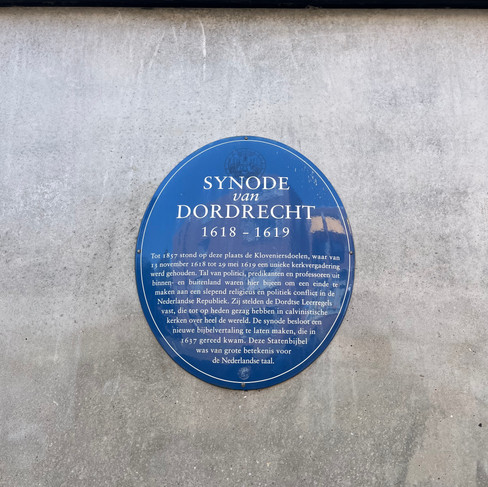 SYNODE
van
DORDRECHT
1618 - 1619
Tot 1857 stond op deze plaats de Kloveniersdoelen, waar van
13 november 1618 tot 29 mei 1619 een unieke kerkvergadering
werd gehouden. Tal van politici, predikanten en professoren uit
binnen- en buitenland waren hier bijeen om een einde te
maken aan een slepend religieus en politiek conflict in de
Nederlandse Republiek. Zij stelden de Dordtse Leerregels
vast, die tot op heden gezag hebben in calvinistische
kerken over heel de wereld. De synode besloot een
nieuwe bijbelvertaling te laten maken, die in
1637 gereed kwam. Deze Statenbijbel
was van grote betekenis voor
de Nederlandse taal.